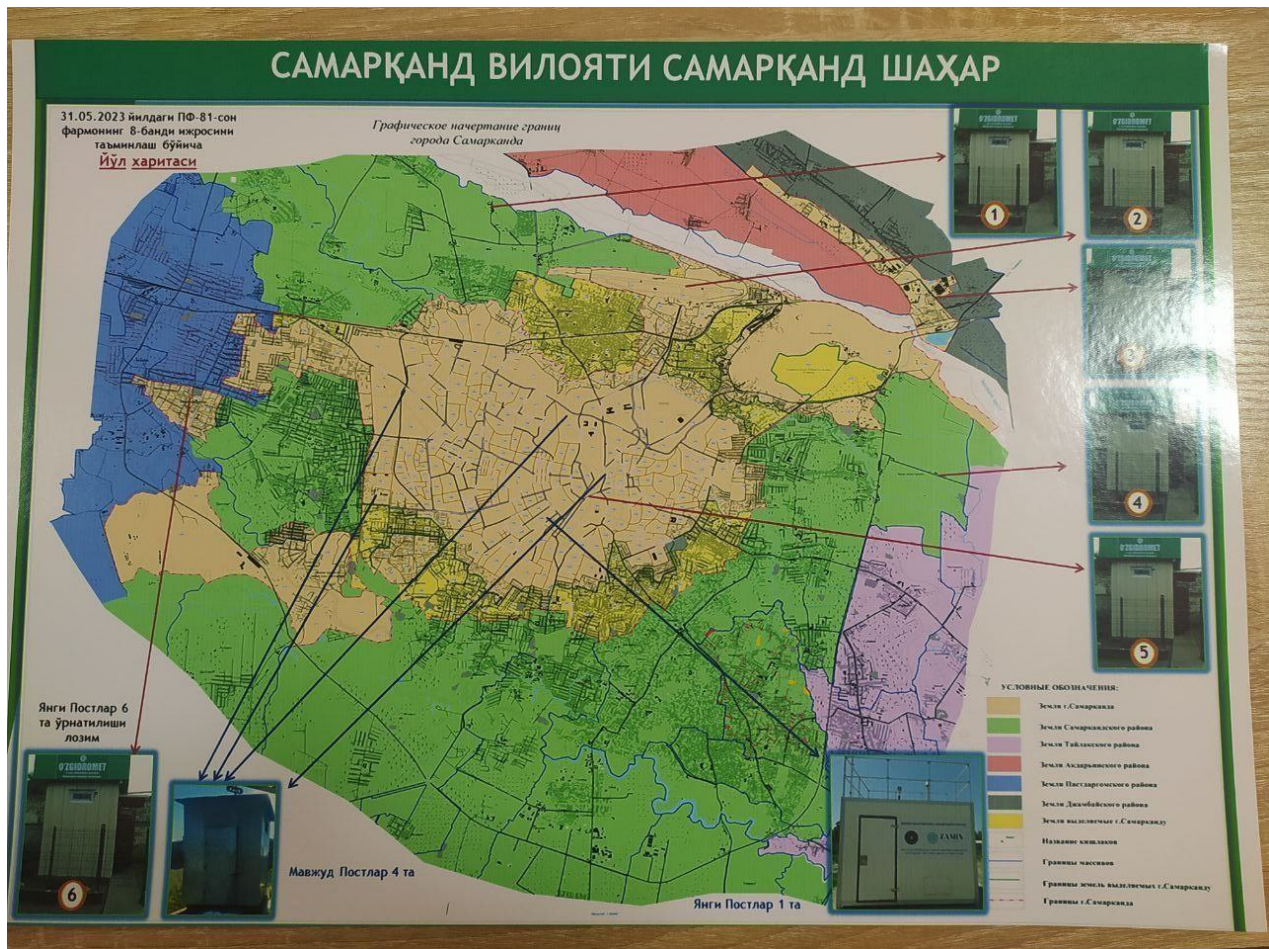 САМАРҚАНД ВИЛОЯТИ САМАРҚАНД ШАҲАР
31.05.2023 йилдаги ПФ-81-сон
фармонинг 8-банди ижросини
таъминлаш бўйича
Йўл харитаси
Графическое начертание границ
города Самарканда
O'ZGIDROMET
1
O'ZGIDROMET
2
3
4
O'ZGIDROMET
5
Янги Постлар 6
та ўрнатилиши
лозим
O'ZGIDROMET
6
Мавжуд Постлар 4 та
Янги Постлар 1 та
ZAMIN
УСЛОВНЫЕ ОБОЗНАЧЕНИЯ:
Земли г.Самарканда
Земли Самаркандского района
Земли Тайлакского района
Земли Акдарьинского района
Земли Пастдаргомского района
Земли Джамбайского района
Земли выделяемые г.Самарканду
Название кишлаков
Границы массивов
Границы земель выделяемых г.Самарканду
Границы г.Самарканда